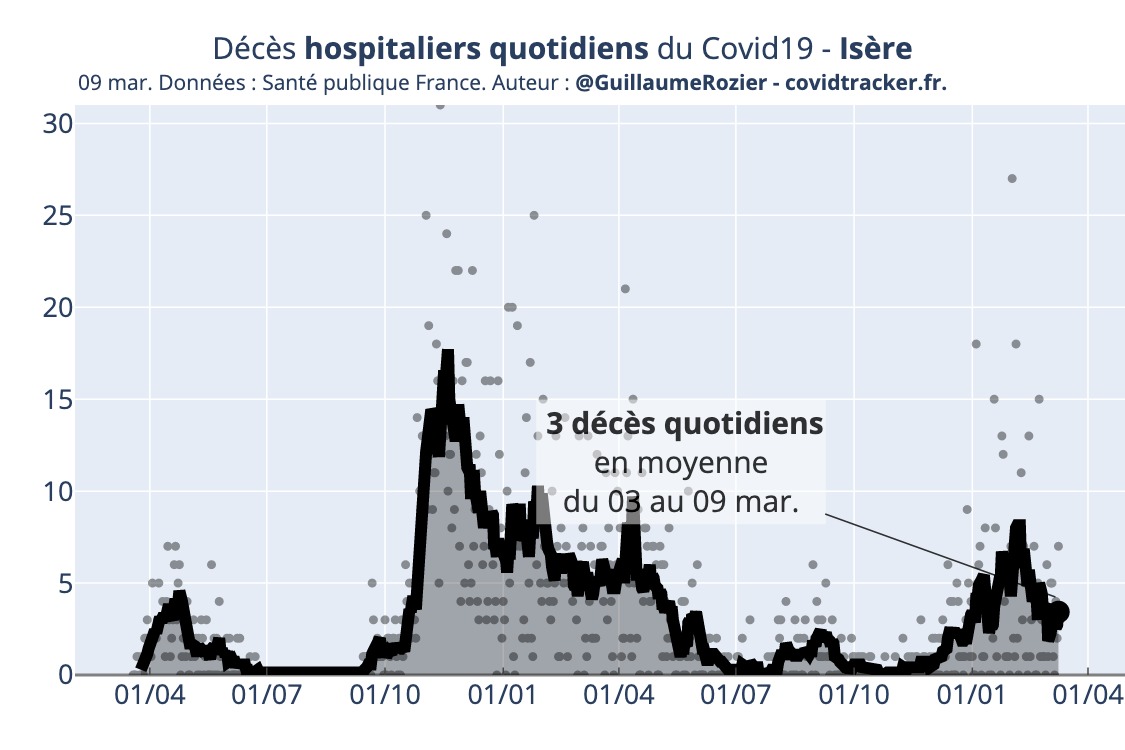 Décès hospitaliers quotidiens du Covid19 - Isère
09 mar. Données : Santé publique France. Auteur : @GuillaumeRozier - covidtracker.fr.
30
25
20
15
10
5
0
3 décès quotidiens
en moyenne
du 03 au 09 mar.
01/04 01/07 01/10 01/01 01/04 01/07 01/10 01/01 01/04